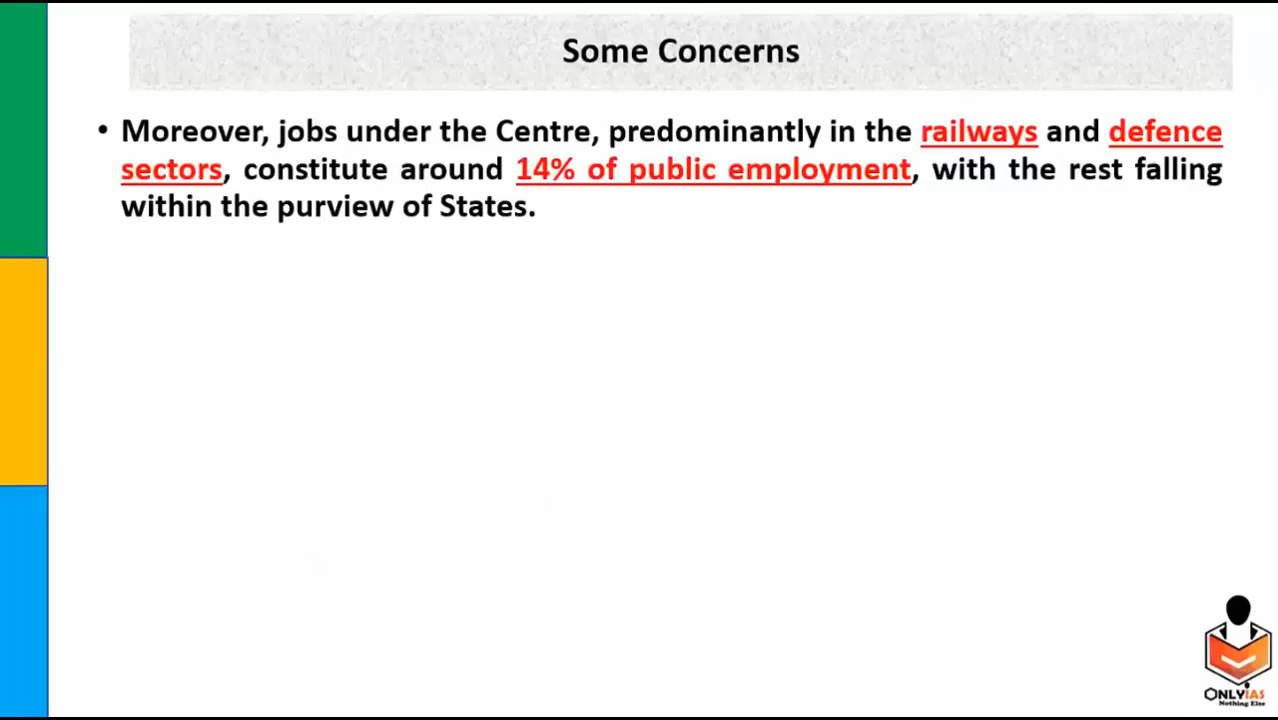 Some Concerns
• Moreover, jobs under the Centre, predominantly in the railways and defence
sectors, constitute around 14% of public employment, with the rest falling
within the purview of States.
ONLYIAS
Nothing Else